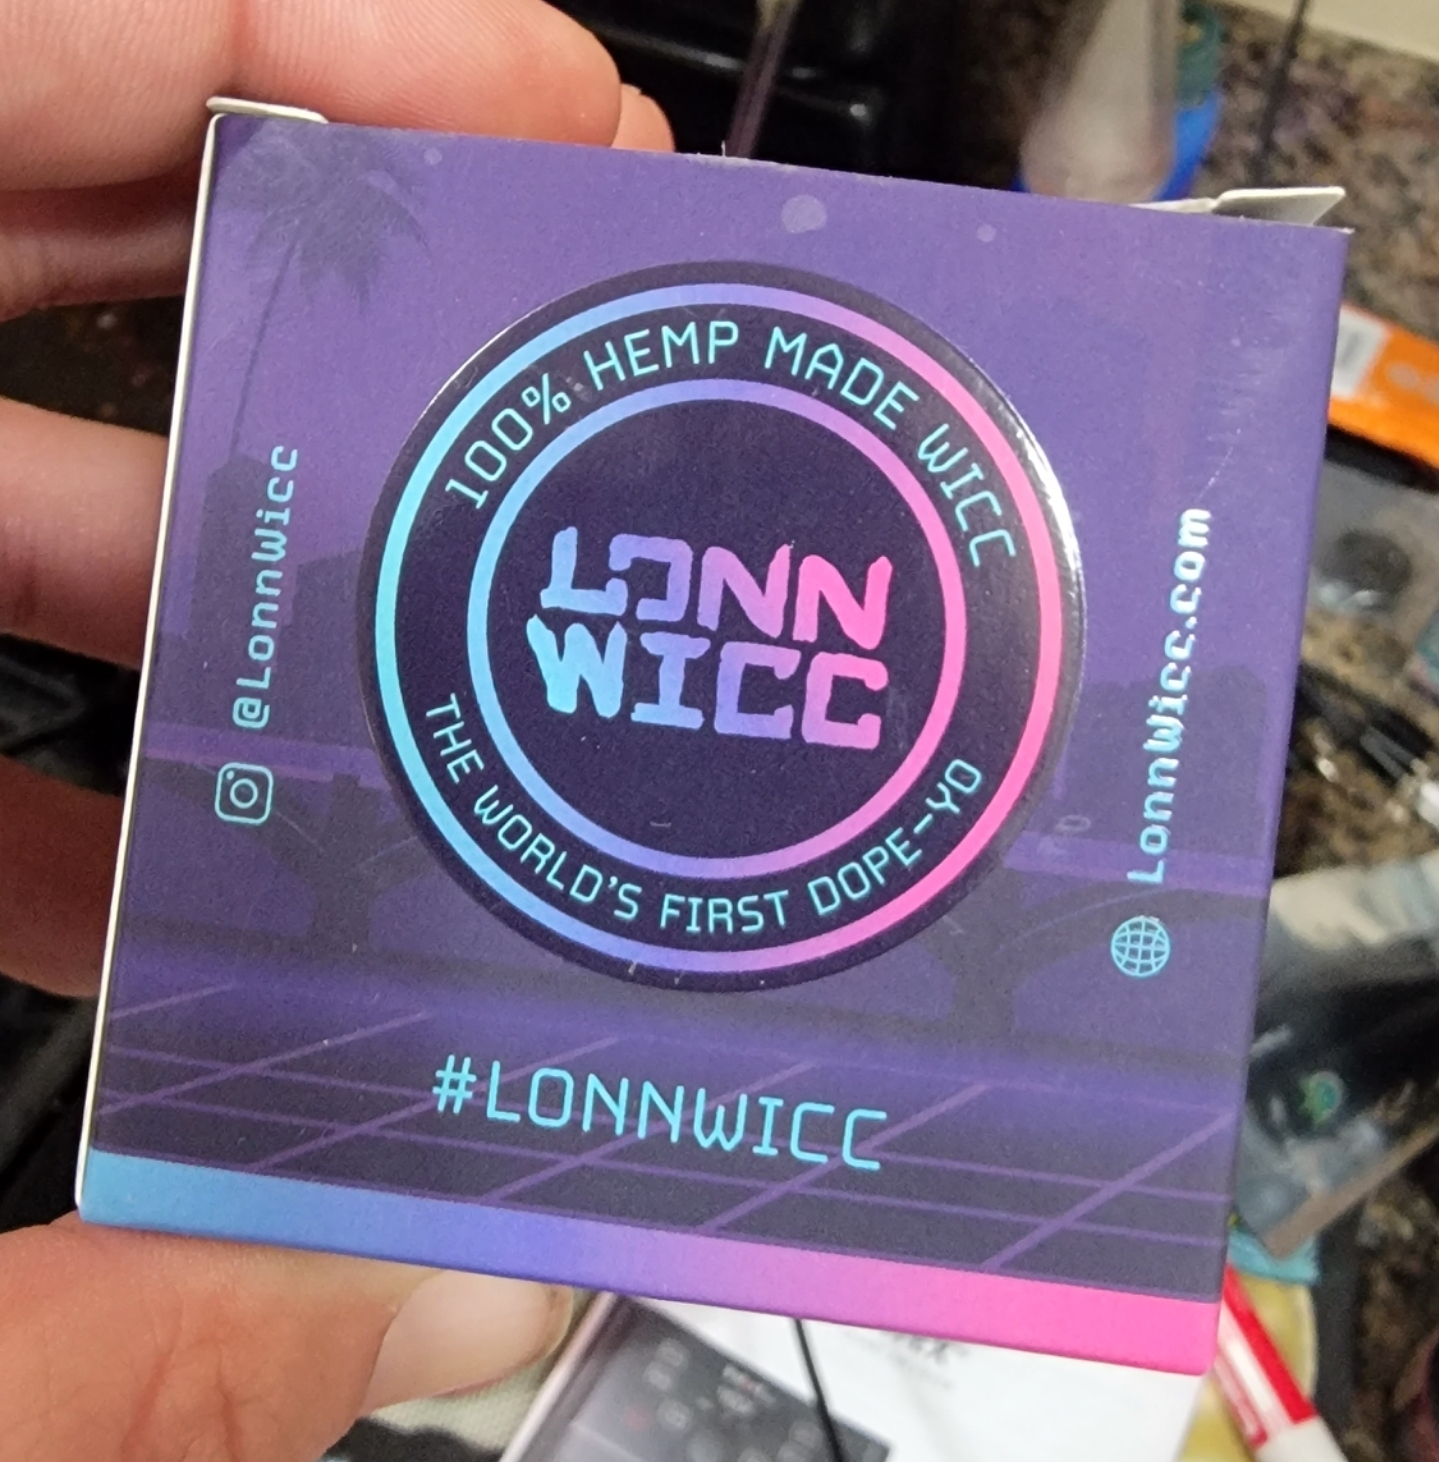 100% HEMP MADE WICC
LONN
WICC
THE WORLD'S FIRST DOPE-YO
@LonnWicc
LonnWicc.com
#LONNWICC